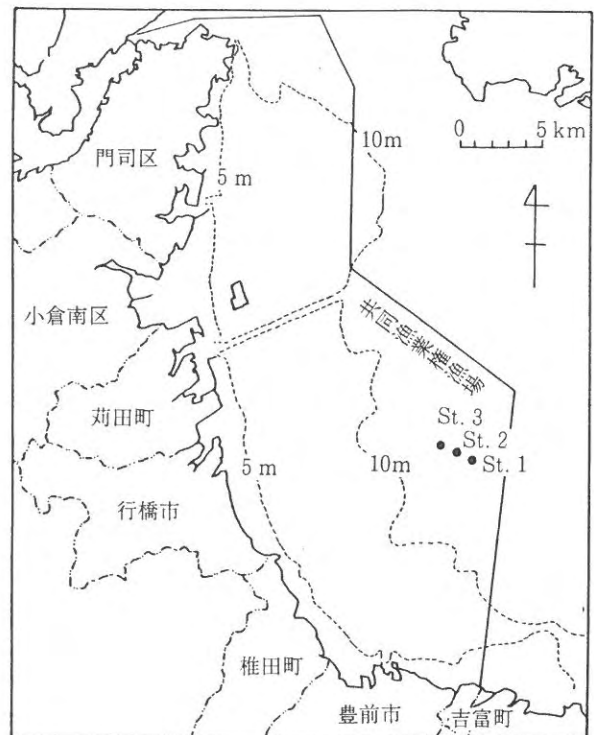 門司区
10m
0 5 km
5 m
小倉南区
共同漁業権漁場
苅田町
St. 3
St. 2
St. 1
5 m
10m
行橋市
椎田町
豊前市
吉富町